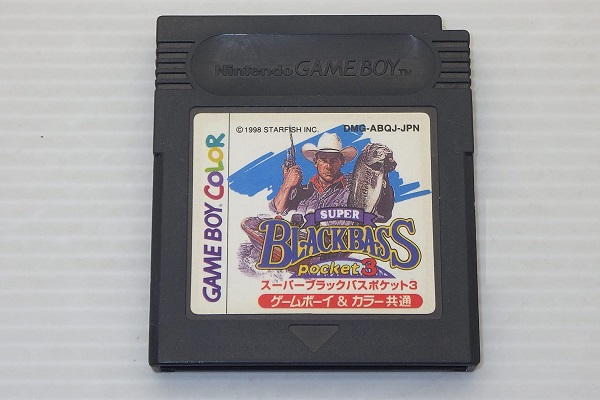 Nintendo GAME BOY TM
© 1998 STARFISH INC. DMG-ABQJ-JPN
GAME BOY COLOR
SUPER
BLACKBASS
pocket 3
スーパーブラックバスポケット3
ゲームボーイ & カラー共通